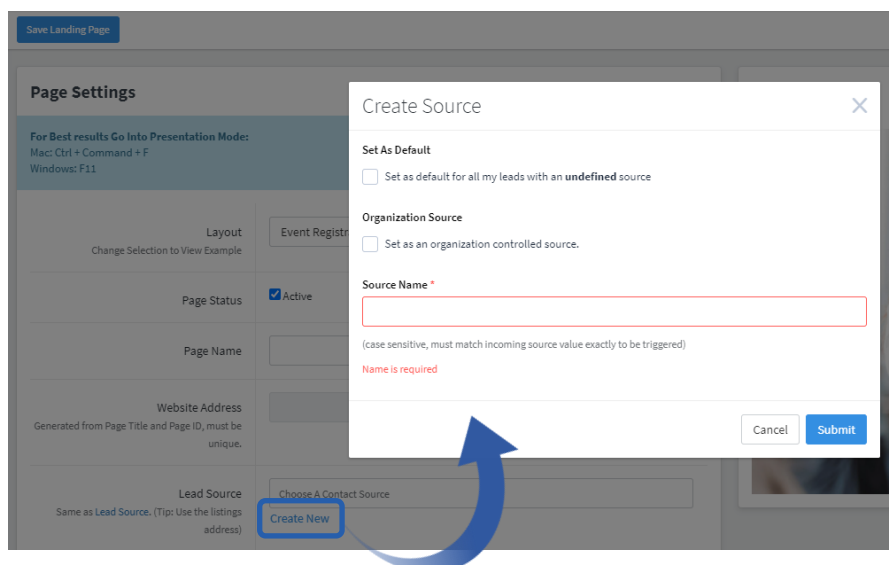 Save Landing Page
Page Settings
For Best results Go Into Presentation Mode:
Mac: Ctrl + Command + F
Windows: F11
Layout
Change Selection to View Example
Event Registr
Page Status
Active
Page Name
Website Address
Generated from Page Title and Page ID, must be
unique.
Lead Source
Same as Lead Source. (Tip: Use the listings
address)
Choose A Contact Source
Create New
Create Source
Set As Default
Set as default for all my leads with an undefined source
Organization Source
Set as an organization controlled source.
Source Name *
(case sensitive, must match incoming source value exactly to be triggered)
Name is required
Cancel
Submit